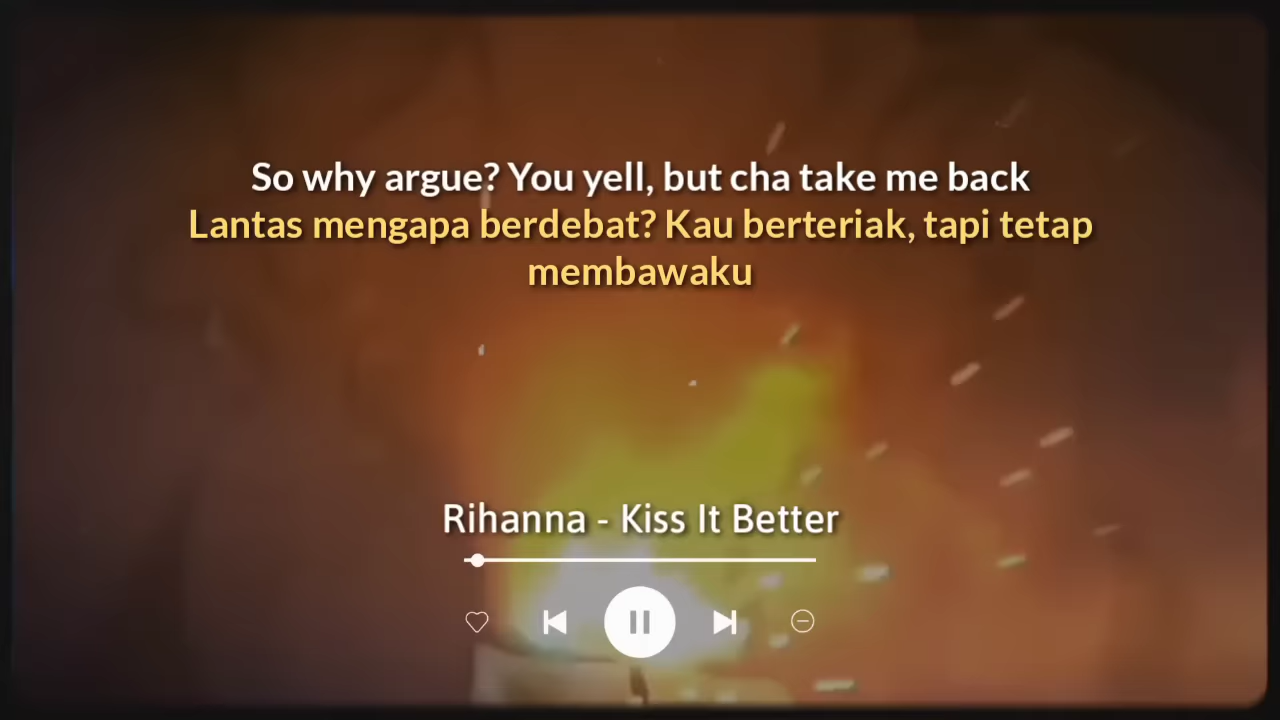 So why argue? You yell, but cha take me back
Lantas mengapa berdebat? Kau berteriak, tapi tetap
membawaku
Rihanna - Kiss It Better